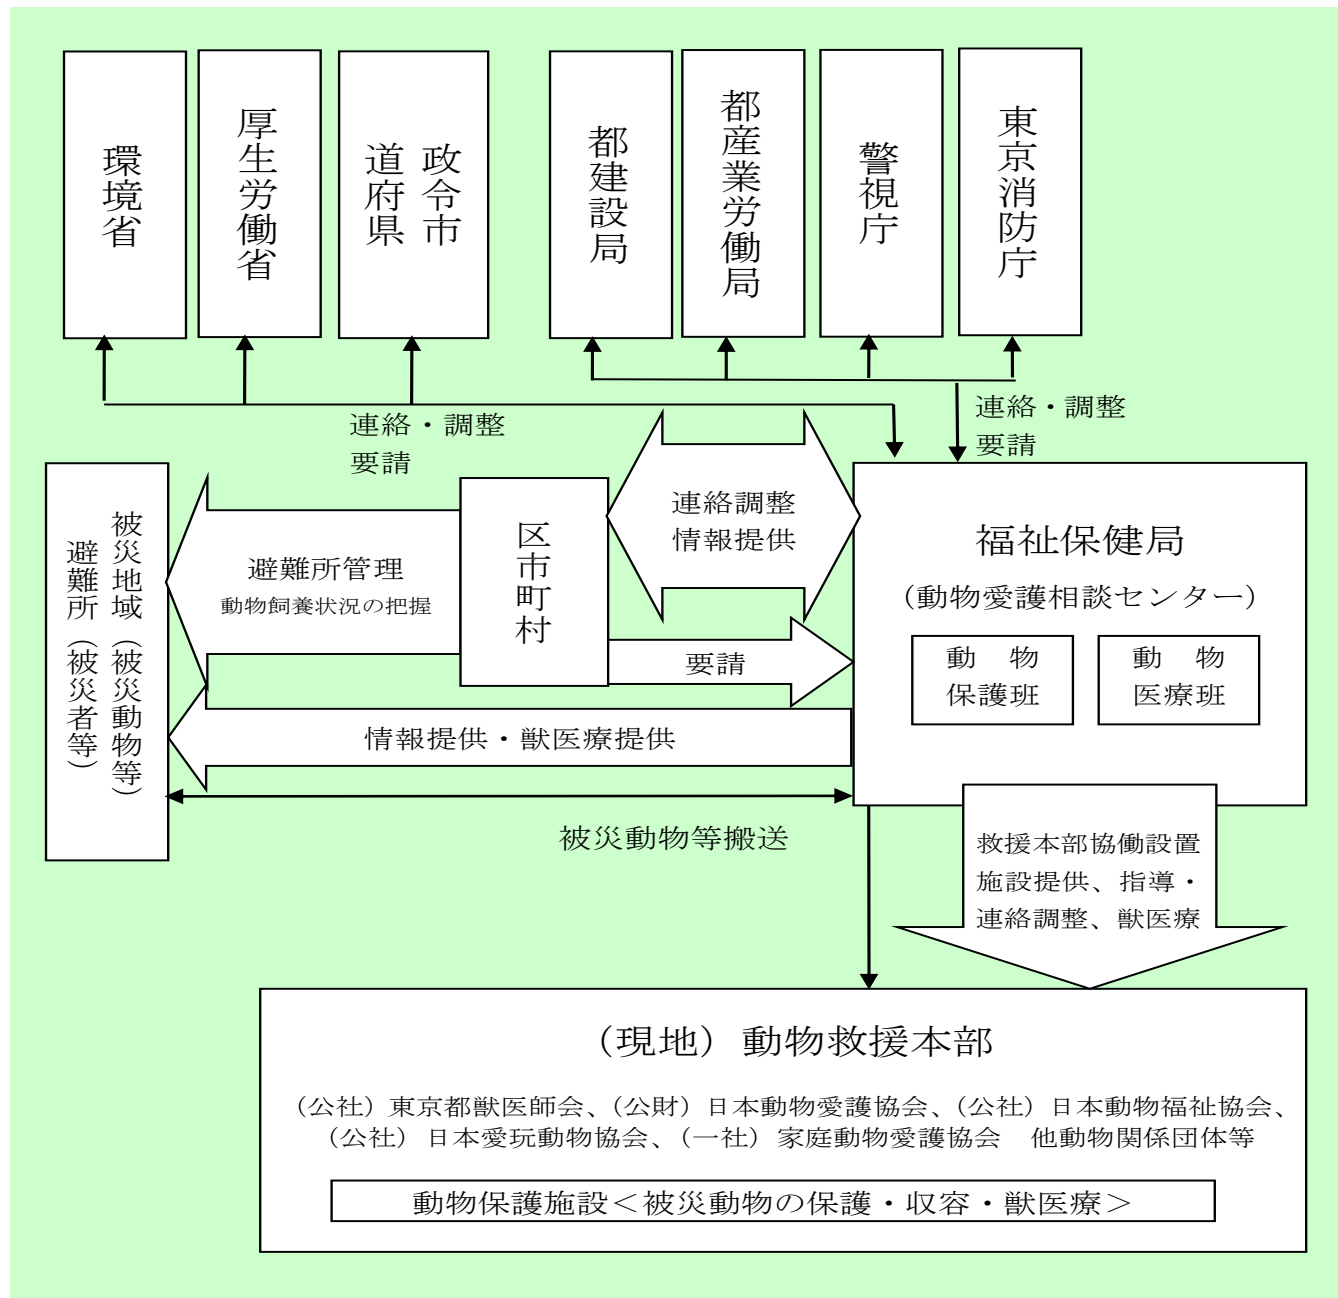 環境省
厚生労働省
政令市
道府県
都建設局
都産業労働局
警視庁
東京消防庁
連絡・調整
要請
連絡・調整
要請
被災地域（被災動物等）
避難所（被災者等）
避難所管理
動物飼養状況の把握
区市町村
連絡調整
情報提供
要請
福祉保健局
（動物愛護相談センター）
動　物
保護班
動　物
医療班
情報提供・獣医療提供
被災動物等搬送
救援本部協働設置
施設提供、指導・
連絡調整、獣医療
（現地）動物救援本部
（公社）東京都獣医師会、（公財）日本動物愛護協会、（公社）日本動物福祉協会、
（公社）日本愛玩動物協会、（一社）家庭動物愛護協会　他動物関係団体等
動物保護施設＜被災動物の保護・収容・獣医療＞